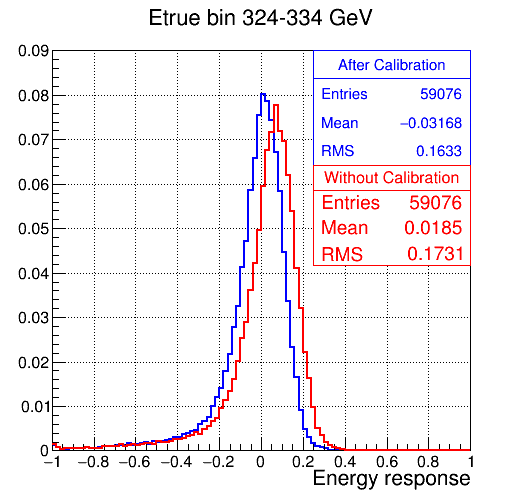 Etrue bin 324-334 GeV
0.09
0.08
0.07
0.06
0.05
0.04
0.03
0.02
0.01
0
After Calibration
Entries 59076
Mean −0.03168
RMS 0.1633
Without Calibration
Entries 59076
Mean 0.0185
RMS 0.1731
−1 −0.8 −0.6 −0.4 −0.2 0 0.2 0.4 0.6 0.8 1
Energy response